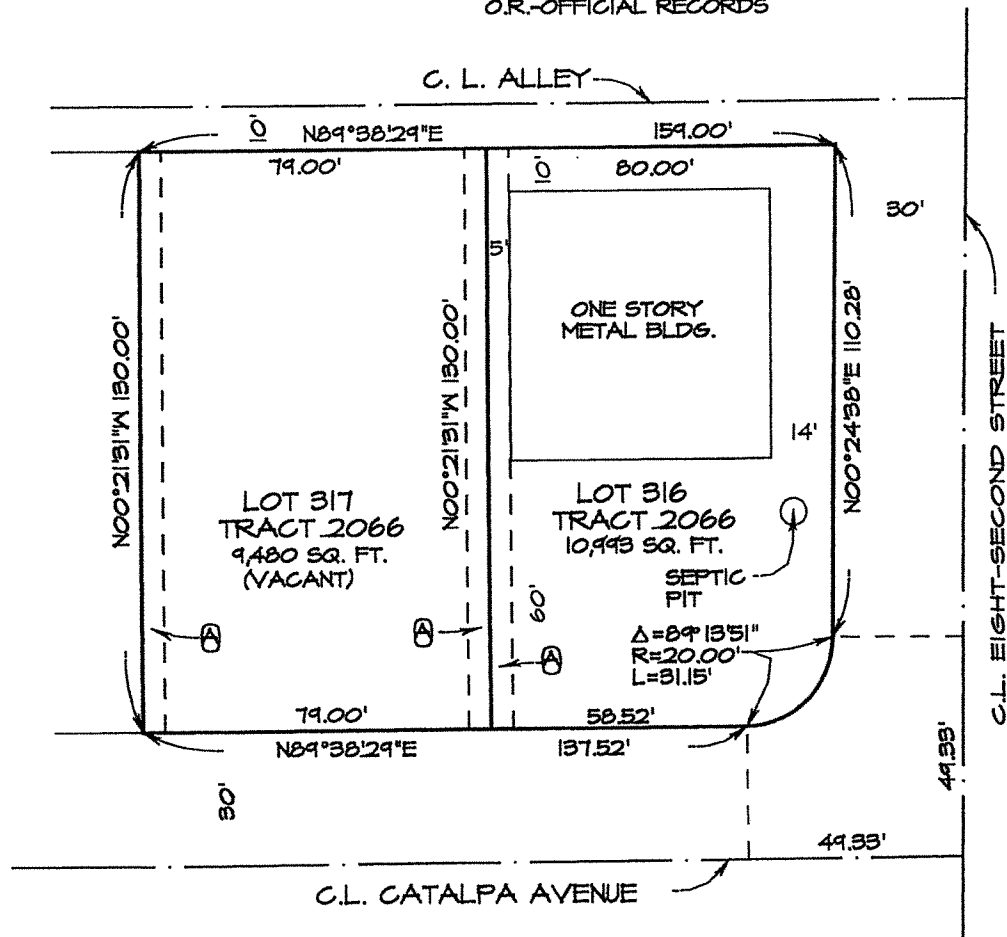 O.R.-OFFICIAL RECORDS
C. L. ALLEY
O
N89°38'29"E
159.00'
79.00'
O
80.00'
30'
5'
ONE STORY
METAL BLDG.
N00°21'31"W 130.00'
N00°21'31"W 130.00'
N00°24'38"E 110.28'
14'
LOT 317
TRACT 2066
9,480 SQ. FT.
(VACANT)
LOT 316
TRACT 2066
10,993 SQ. FT.
SEPTIC
PIT
60'
A
A
A
Δ=89°13'51"
R=20.00'
L=31.15'
79.00'
58.52'
N89°38'29"E
137.52'
30'
49.33'
49.33'
C.L. CATALPA AVENUE
C.L. EIGHT-SECOND STREET